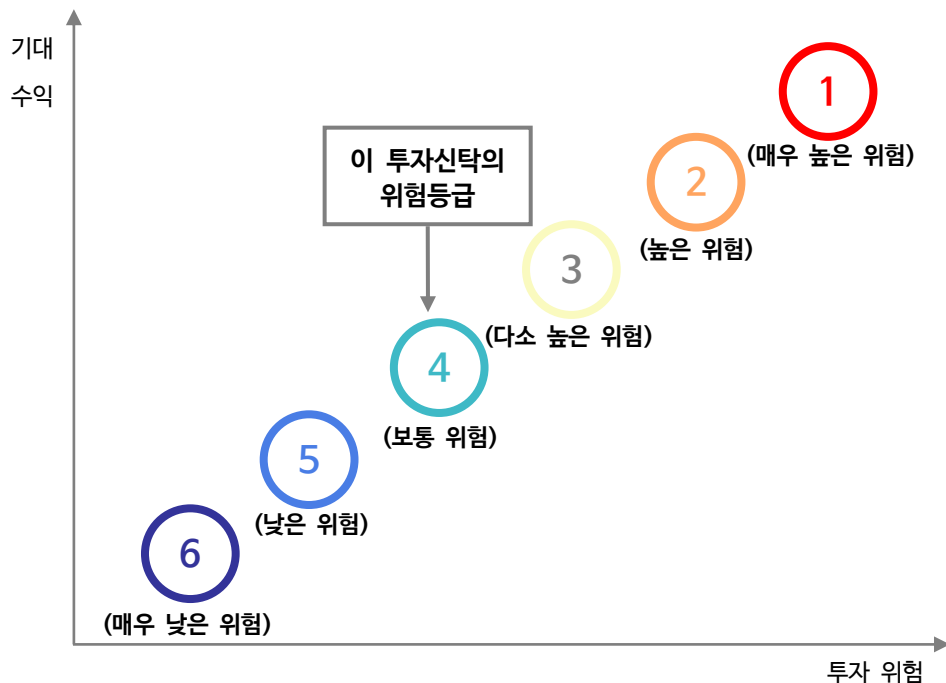 기대
수익
1
(매우 높은 위험)
이 투자신탁의
위험등급
2
(높은 위험)
3
(다소 높은 위험)
4
(보통 위험)
5
(낮은 위험)
6
(매우 낮은 위험)
투자 위험